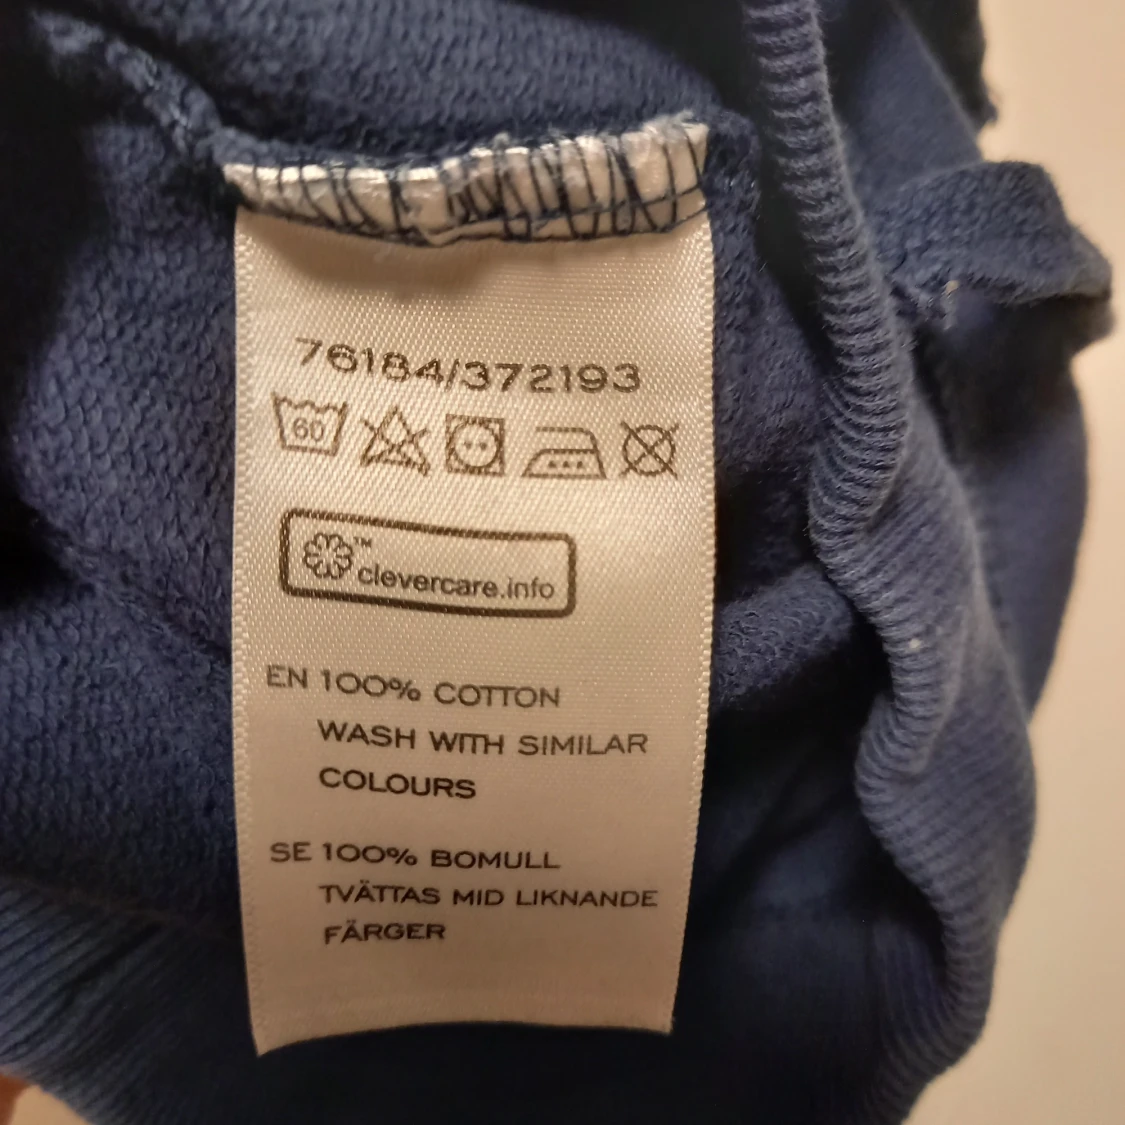 76184/372193
60
™ clevercare.info
EN 100% COTTON
WASH WITH SIMILAR
COLOURS
SE 100% BOMULL
TVÄTTAS MID LIKNANDE
FÄRGER